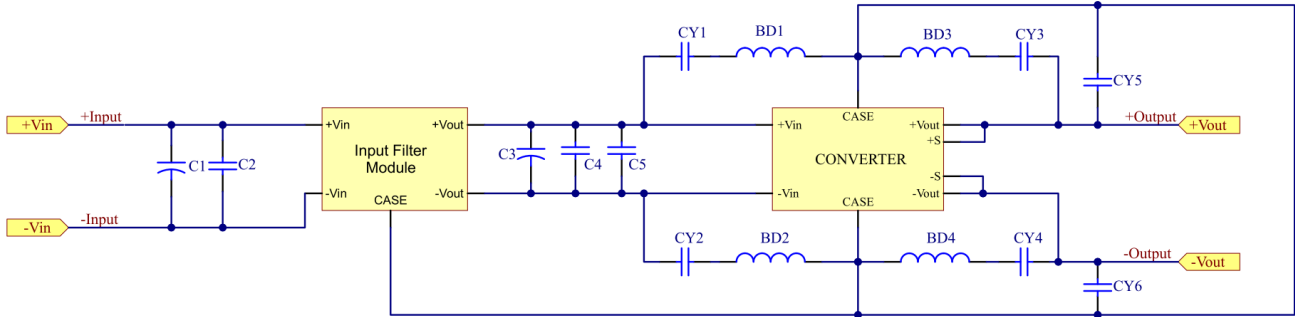 CY1
BD1
BD3
CY3
CY5
+Vin
+Input
+Vin
+Vout
Input Filter
Module
-Vin
-Vout
CASE
C1
C2
C3
C4
C5
CASE
+Vin
+Vout
+S
CONVERTER
-S
-Vin
-Vout
CASE
+Output
+Vout
-Vin
-Input
CY2
BD2
BD4
CY4
-Output
-Vout
CY6